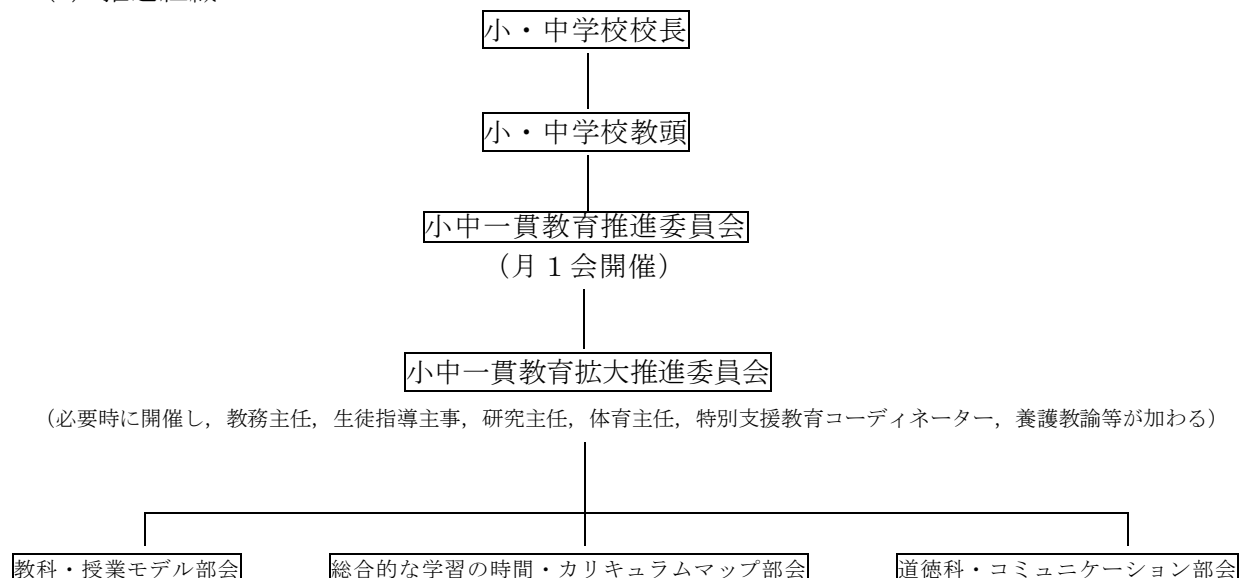 小・中学校校長
小・中学校教頭
小中一貫教育推進委員会
（月１会開催）
小中一貫教育拡大推進委員会
（必要時に開催し，教務主任，生徒指導主事，研究主任，体育主任，特別支援教育コーディネーター，養護教諭等が加わる）
教科・授業モデル部会
総合的な学習の時間・カリキュラムマップ部会
道徳科・コミュニケーション部会